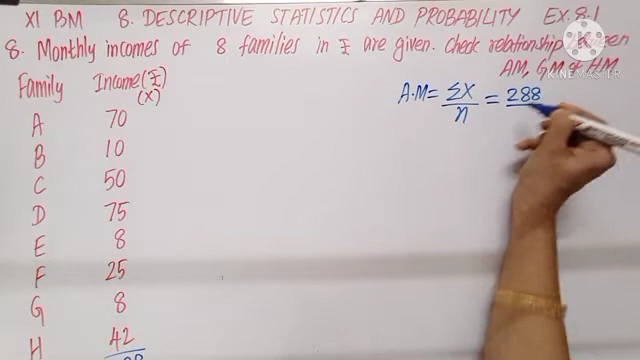 XI BM 8. DESCRIPTIVE STATISTICS AND PROBABILITY EX.8.1
8. Monthly incomes of 8 families in ₹ are given. Check relationship
AM, GM & HM
KINEMASTER
Family Income (₹)
(X)
A.M = ΣX/n = 288
A 70
B 10
C 50
D 75
E 8
F 25
G 8
H 42